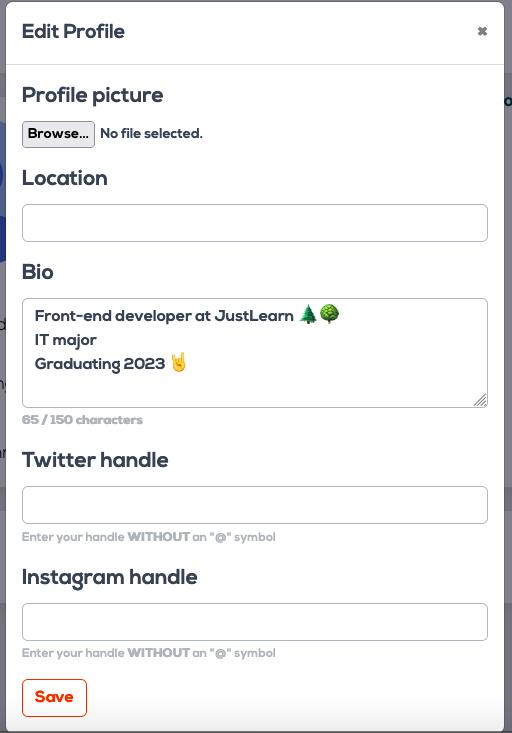 Edit Profile
Profile picture
Browse... No file selected.
Location
Bio
Front-end developer at JustLearn 🌲🌳
IT major
Graduating 2023 🤘
65 / 150 characters
Twitter handle
Enter your handle WITHOUT an "@" symbol
Instagram handle
Enter your handle WITHOUT an "@" symbol
Save